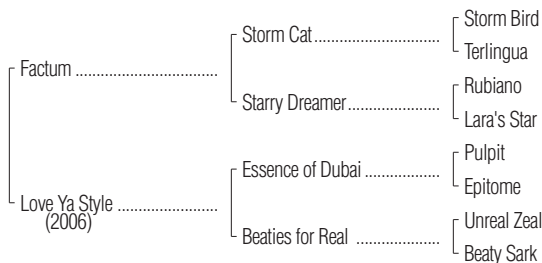 Storm Bird
Storm Cat..............................
Terlingua
Factum ..................................
Rubiano
Starry Dreamer......................
Lara's Star
Pulpit
Essence of Dubai ..................
Epitome
Love Ya Style ........................
(2006)
Unreal Zeal
Beaties for Real ....................
Beaty Sark